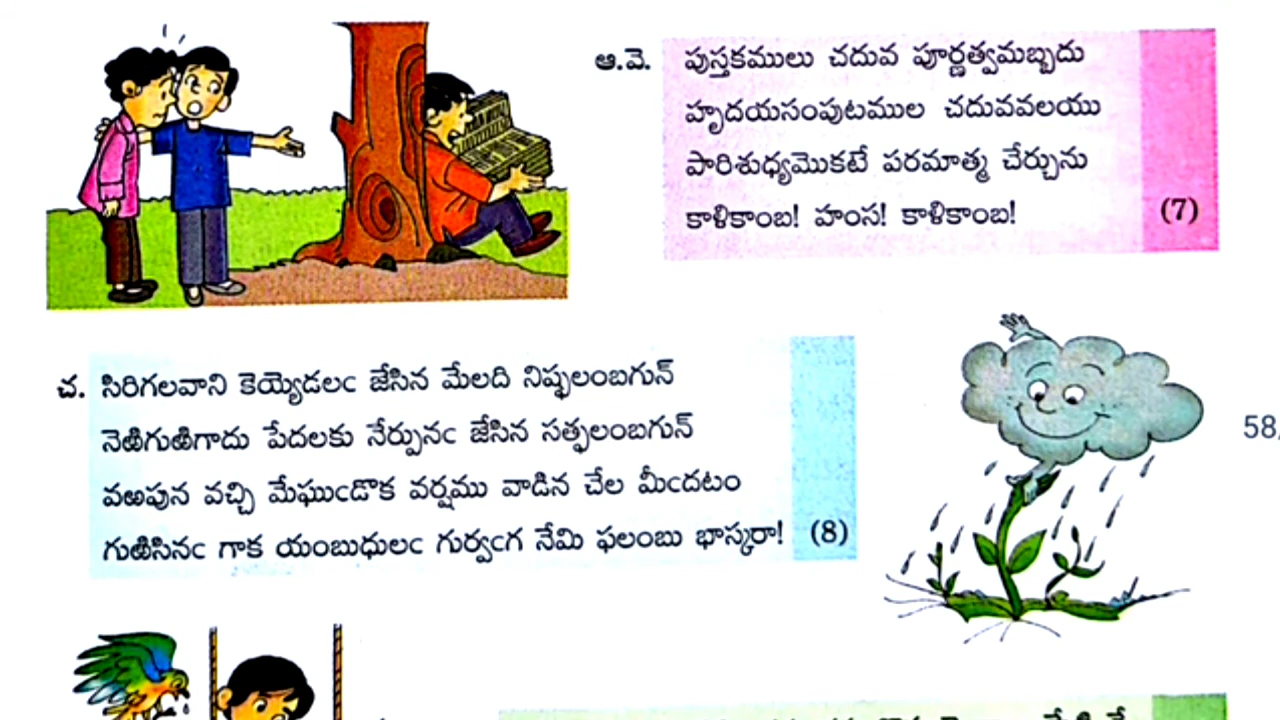 ఆ.వె. పుస్తకములు చదువ పూర్ణత్వమబ్బదు
హృదయసంపుటముల చదువవలయు
పారిశుధ్యమొకటే పరమాత్మ చేర్చును
కాళికాంబ! హంస! కాళికాంబ! (7)
చ. సిరిగలవాని కెయ్యెడలఁ జేసిన మేలది నిష్ఫలంబగున్
నెఱిగుఱిగాదు పేదలకు నేర్పునఁ జేసిన సత్ఫలంబగున్
వఱపున వచ్చి మేఘుఁడొక వర్షము వాడిన చేల మీఁదటం
గుఱిసినఁ గాక యంబుధులఁ గుర్వఁగ నేమి ఫలంబు భాస్కరా! (8)
58,